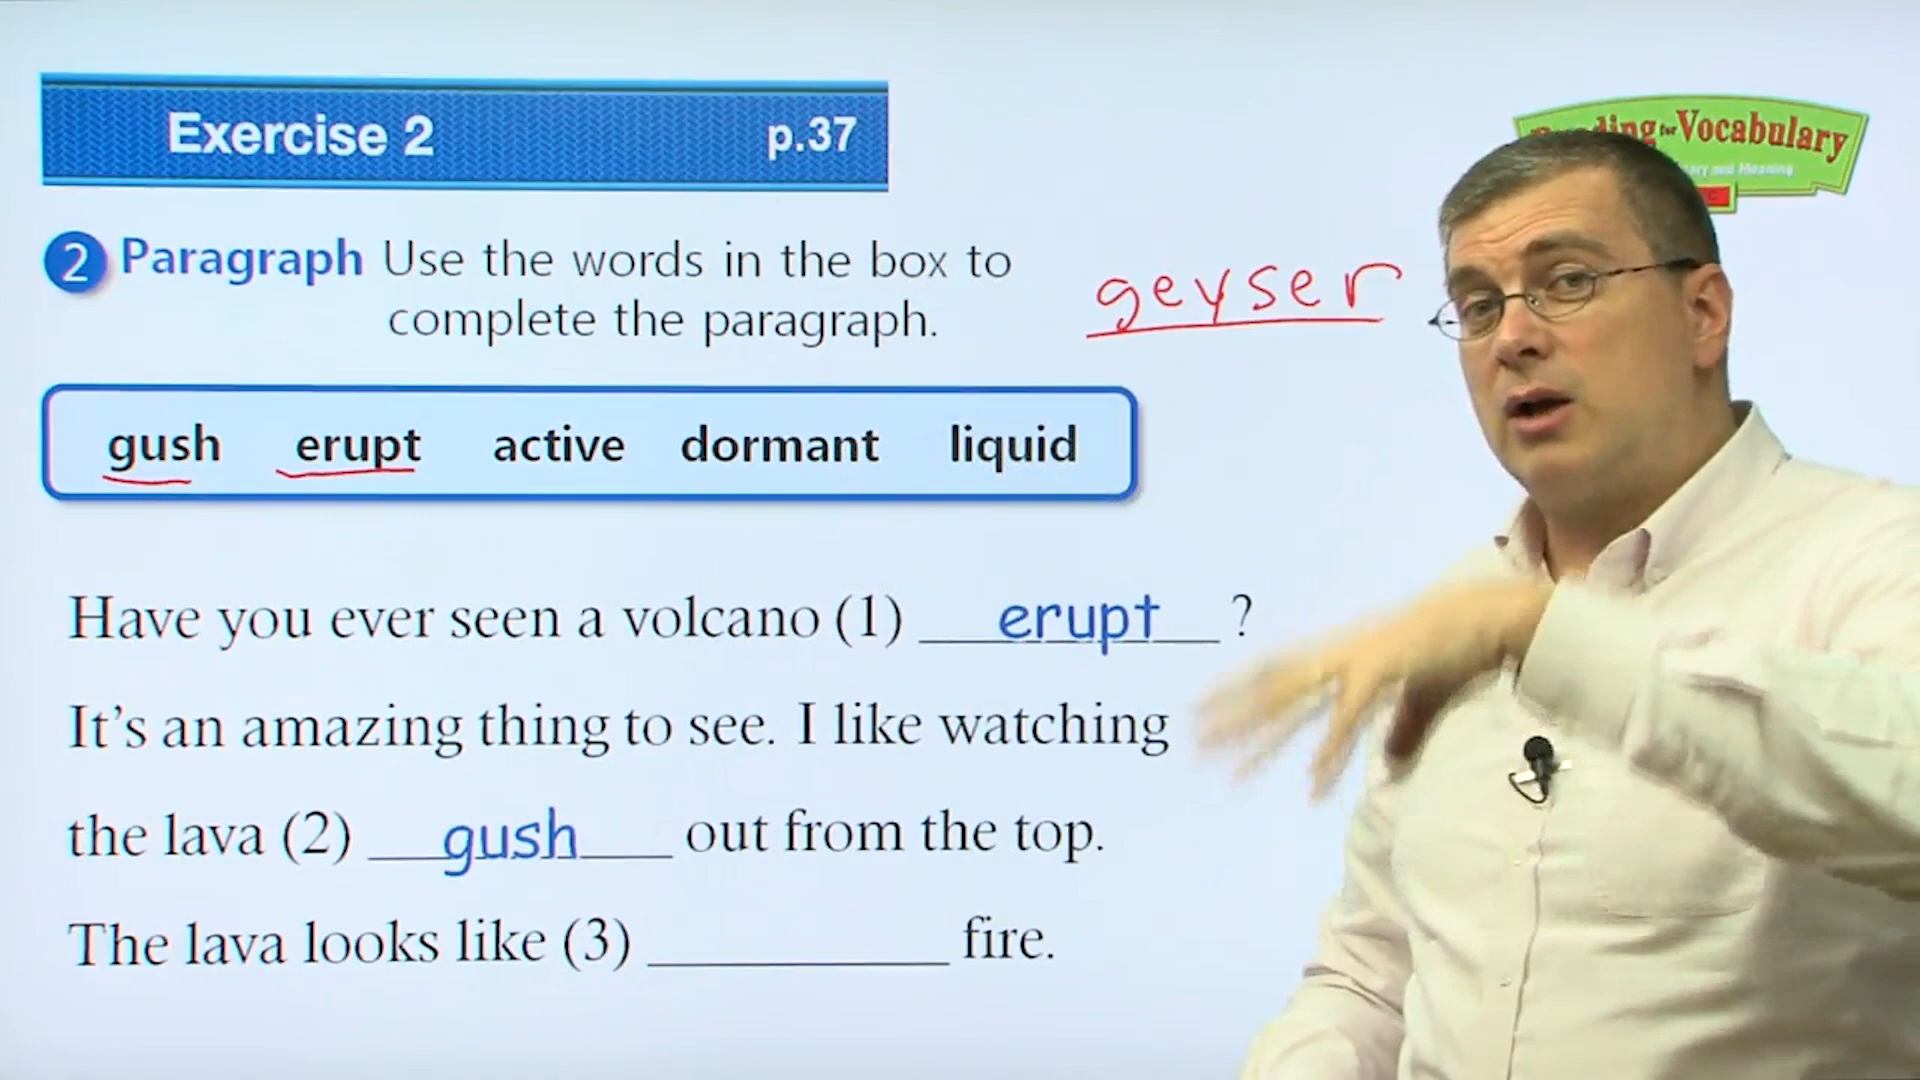 Exercise 2 p.37
Vocabulary
2 Paragraph Use the words in the box to
complete the paragraph.
geyser
gush erupt active dormant liquid
Have you ever seen a volcano (1) erupt ?
It's an amazing thing to see. I like watching
the lava (2) gush out from the top.
The lava looks like (3) __________ fire.